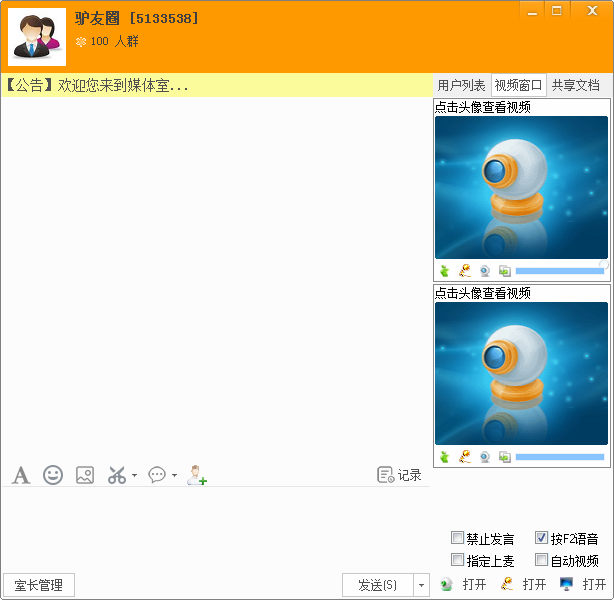 驴友圈 [5133538]
100 人群
【公告】欢迎您来到媒体室...
用户列表 视频窗口 共享文档
点击头像查看视频
点击头像查看视频
记录
禁止发言 按F2语音
指定上麦 自动视频
室长管理 发送(S) 打开 打开 打开